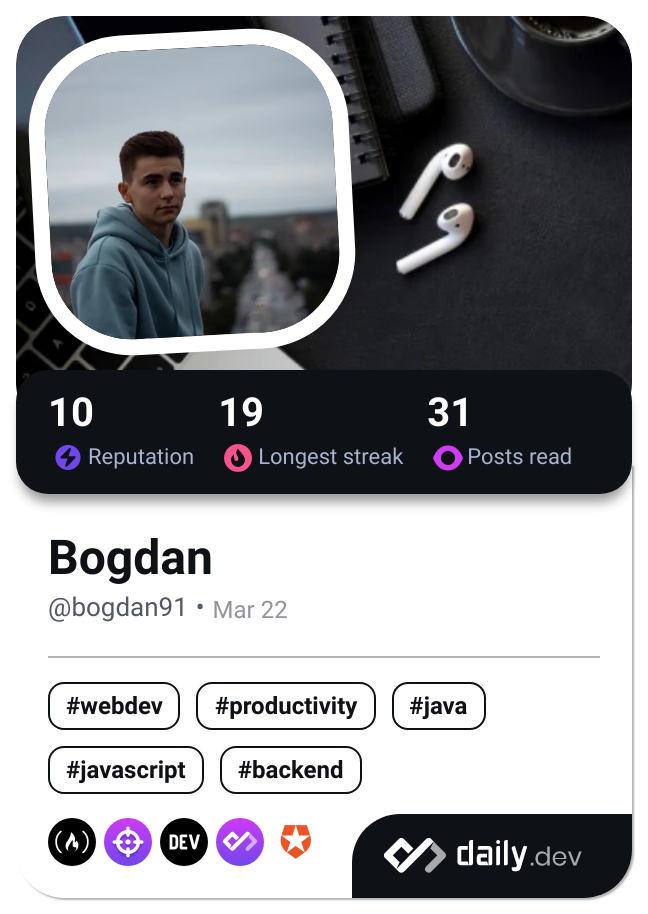 10 19 31
Reputation Longest streak Posts read
Bogdan
@bogdan91 • Mar 22
#webdev #productivity #java
#javascript #backend
DEV
daily.dev